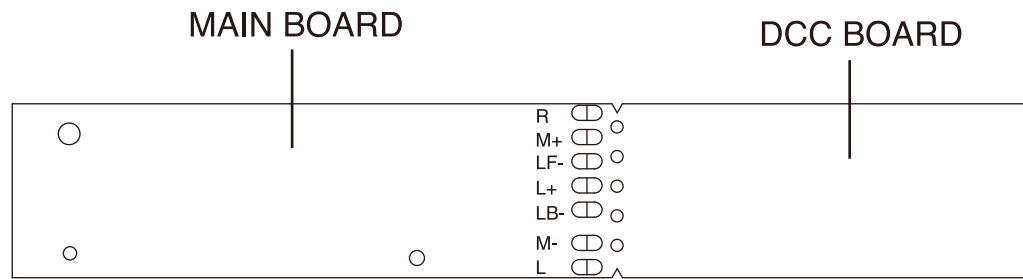 MAIN BOARD
DCC BOARD
R
M+
LF-
L+
LB-
M-
L